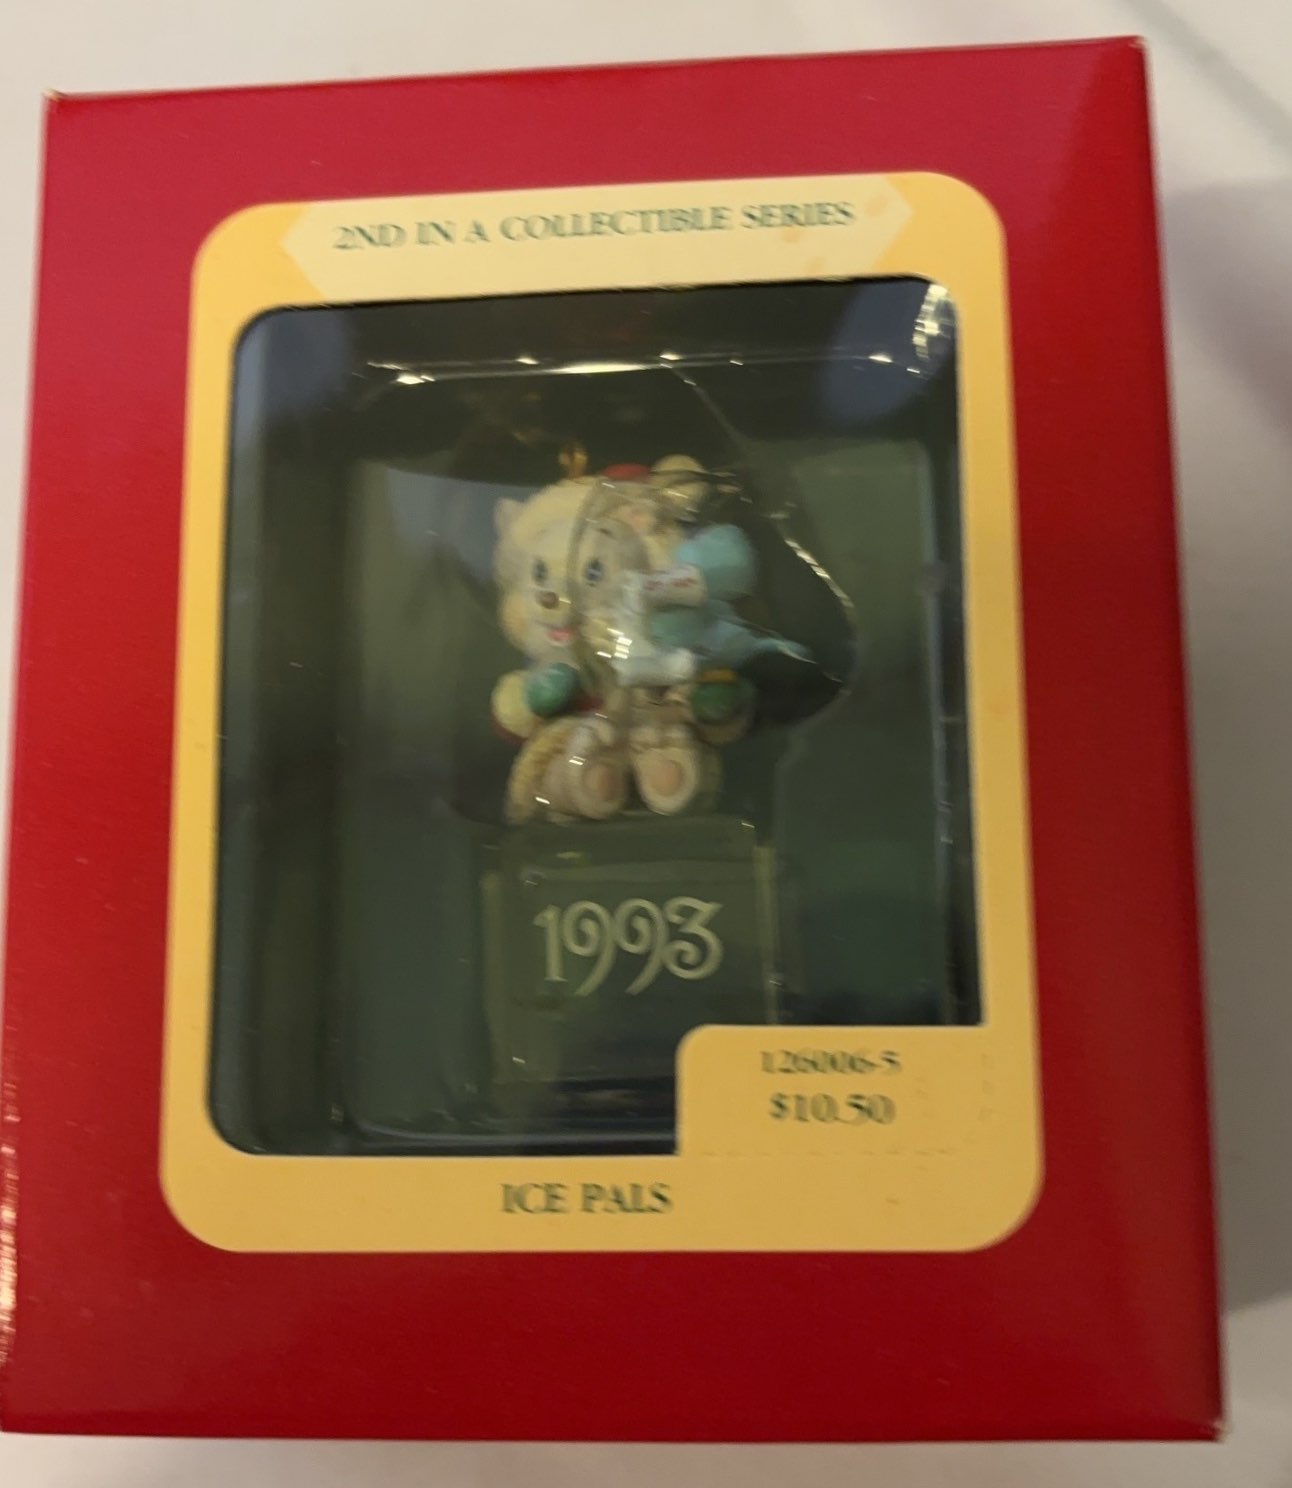 2ND IN A COLLECTIBLE SERIES
1993
126006-5
$10.50
ICE PALS